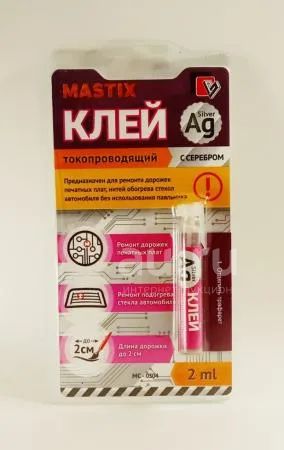 MASTIX
КЛЕЙ
Silver
Ag
токопроводящий
С СЕРЕБРОМ
Предназначен для ремонта дорожек
печатных плат, нитей обогрева стекол
автомобиля без использования паяльника
Ремонт дорожек
печатных плат
Ремонт подогрева
стекла автомобиля
ДО
2см
Длина дорожки
до 2 см
Ag
Silver
КЛЕЙ
МС - 0304
2 ml